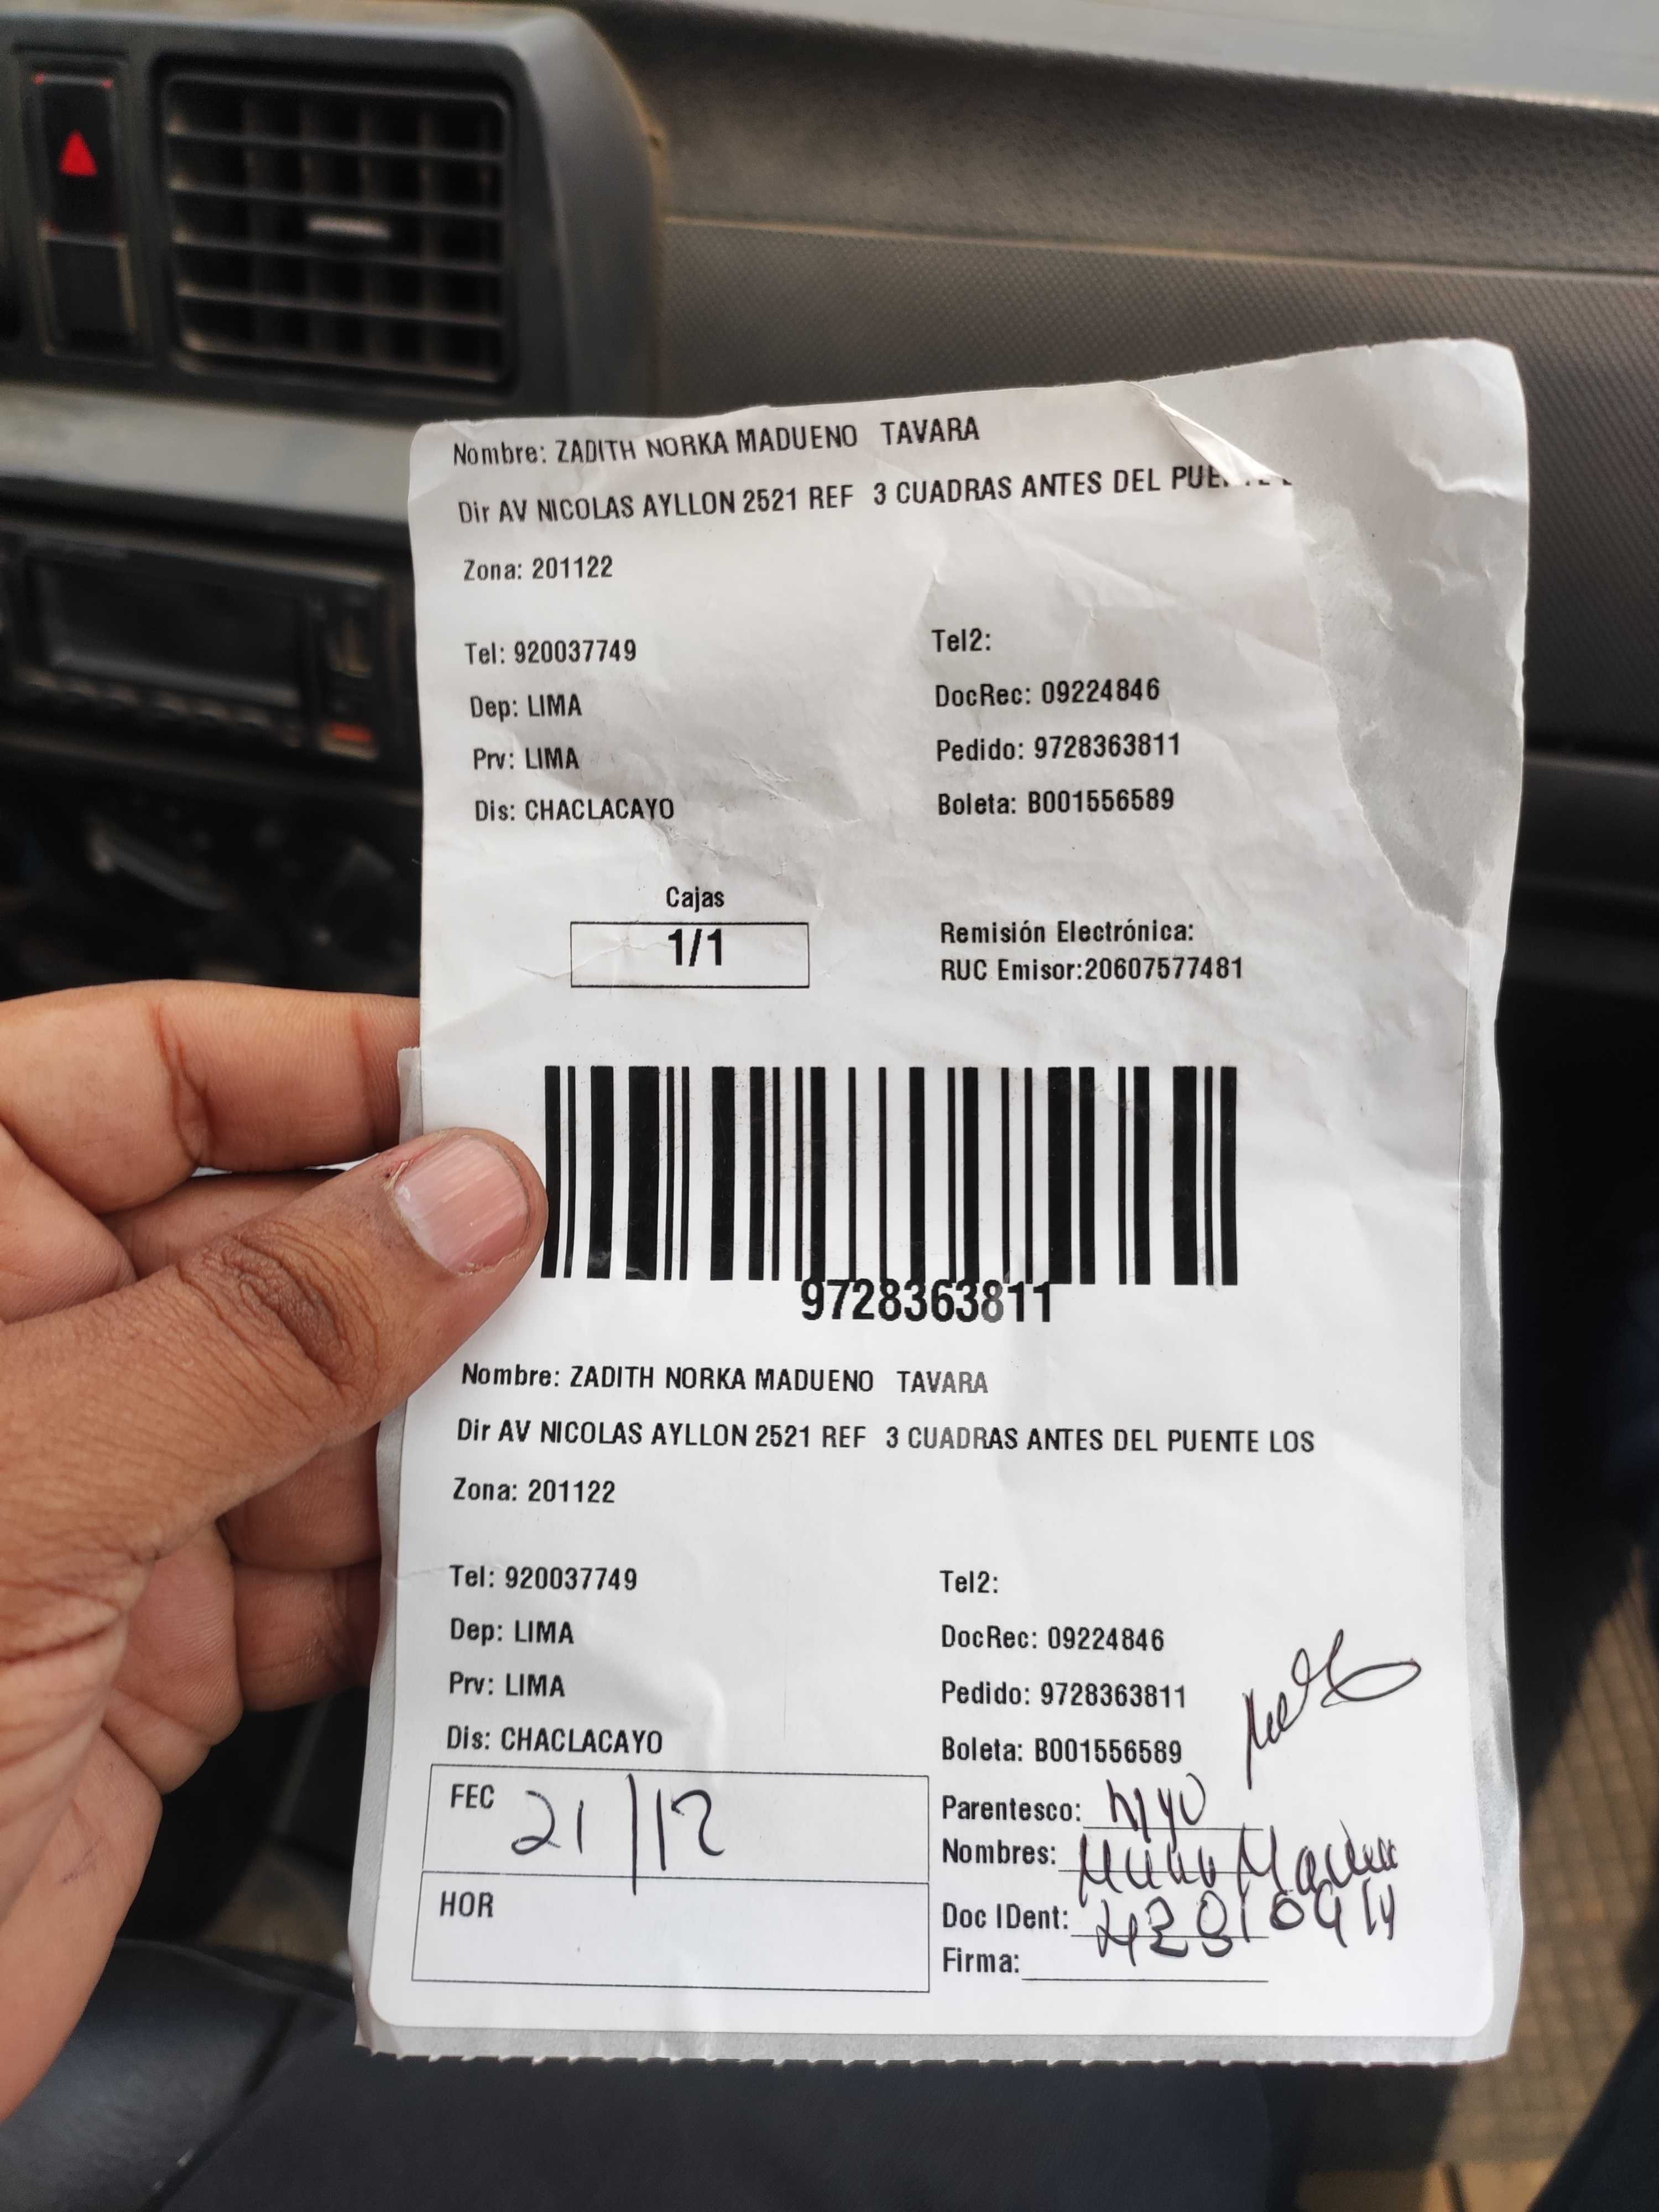 Nombre: ZADITH NORKA MADUENO TAVARA
Dir AV NICOLAS AYLLON 2521 REF 3 CUADRAS ANTES DEL
Zona: 201122
Tel: 920037749 Tel2:
Dep: LIMA DocRec: 09224846
Prv: LIMA Pedido: 9728363811
Dis: CHACLACAYO Boleta: B001556589
Cajas
1/1
Remisión Electrónica:
RUC Emisor:20607577481
9728363811
Nombre: ZADITH NORKA MADUENO TAVARA
Dir AV NICOLAS AYLLON 2521 REF 3 CUADRAS ANTES DEL PUENTE LOS
Zona: 201122
Tel: 920037749 Tel2:
Dep: LIMA DocRec: 09224846
Prv: LIMA Pedido: 9728363811
Dis: CHACLACAYO Boleta: B001556589
FEC 21/12
HOR
Parentesco:
Nombres:
Doc IDent:
Firma: